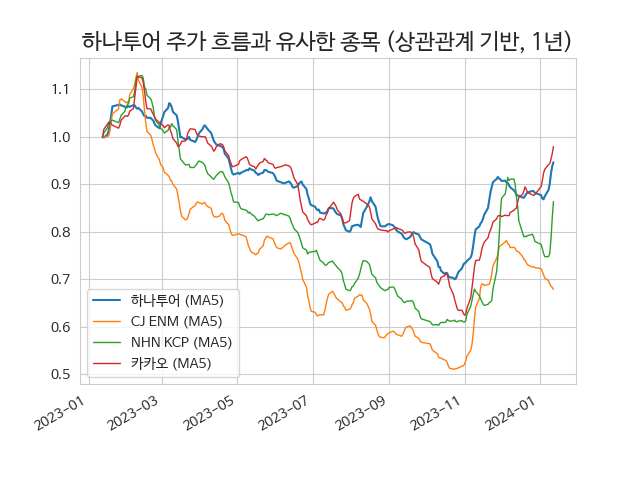 하나투어 주가 흐름과 유사한 종목 (상관관계 기반, 1년)
1.1
1.0
0.9
0.8
0.7
0.6
0.5
하나투어 (MA5)
CJ ENM (MA5)
NHN KCP (MA5)
카카오 (MA5)
2023-01
2023-03
2023-05
2023-07
2023-09
2023-11
2024-01